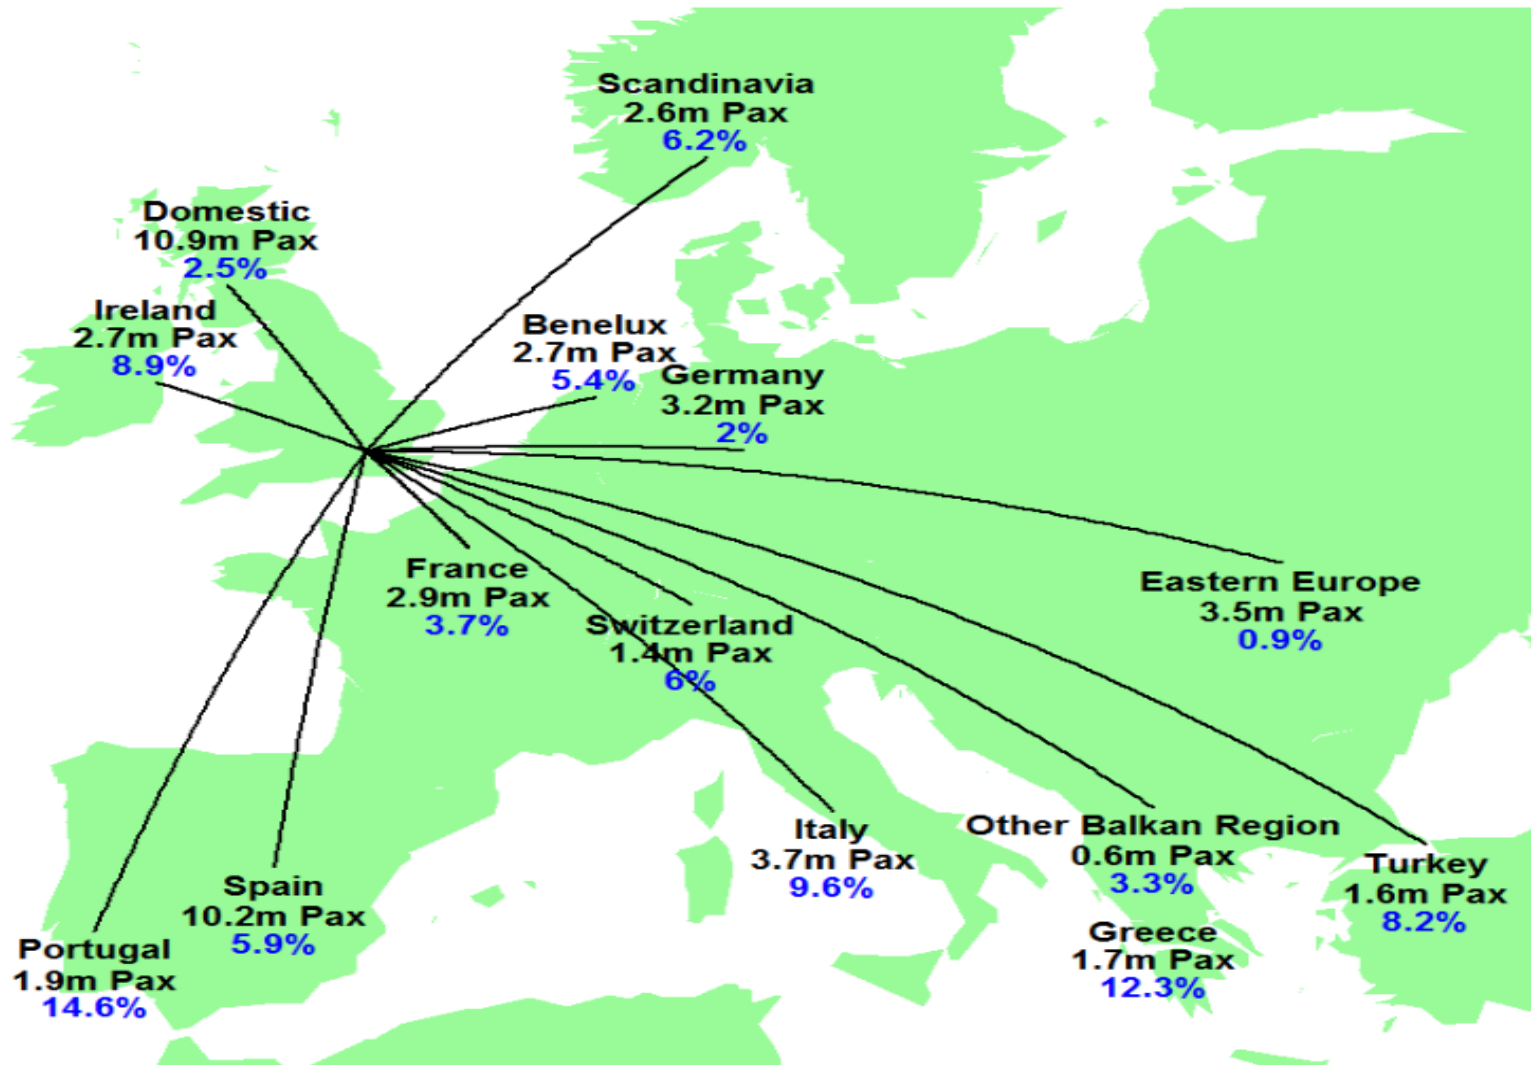 Scandinavia
2.6m Pax
6.2%
Domestic
10.9m Pax
2.5%
Ireland
2.7m Pax
8.9%
Benelux
2.7m Pax
5.4%
Germany
3.2m Pax
2%
France
2.9m Pax
3.7%
Switzerland
1.4m Pax
6%
Eastern Europe
3.5m Pax
0.9%
Italy
3.7m Pax
9.6%
Other Balkan Region
0.6m Pax
3.3%
Turkey
1.6m Pax
8.2%
Greece
1.7m Pax
12.3%
Spain
10.2m Pax
5.9%
Portugal
1.9m Pax
14.6%